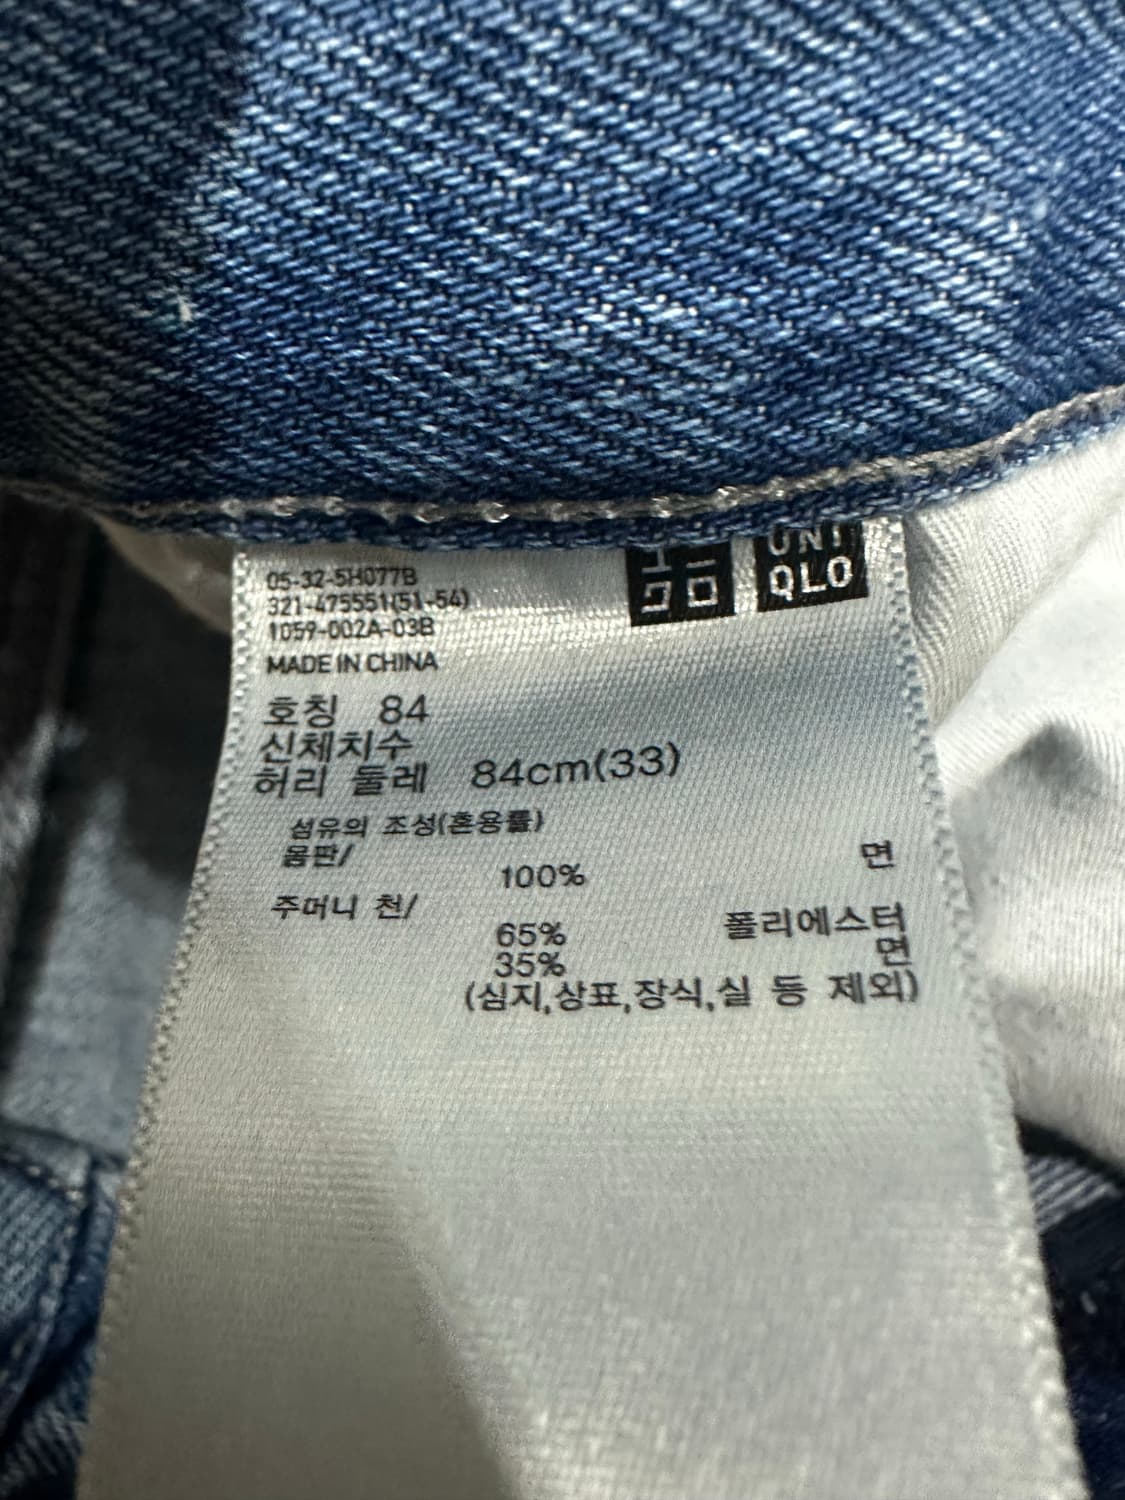 ユニ
クロ
UNI
QLO
05-32-5H077B
321-475551(51-54)
1059-002A-03B
MADE IN CHINA
호칭 84
신체치수
허리 둘레 84cm(33)
섬유의 조성(혼용률)
몸판/
100% 면
주머니 천/
65% 폴리에스터
35% 면
(심지,상표,장식,실 등 제외)